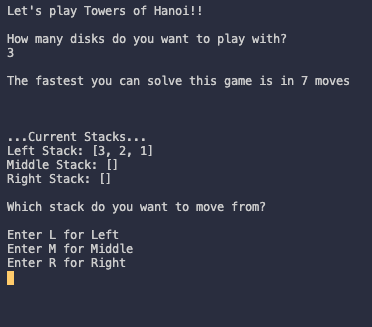 Let's play Towers of Hanoi!!
How many disks do you want to play with?
3
The fastest you can solve this game is in 7 moves
...Current Stacks...
Left Stack: [3, 2, 1]
Middle Stack: []
Right Stack: []
Which stack do you want to move from?
Enter L for Left
Enter M for Middle
Enter R for Right